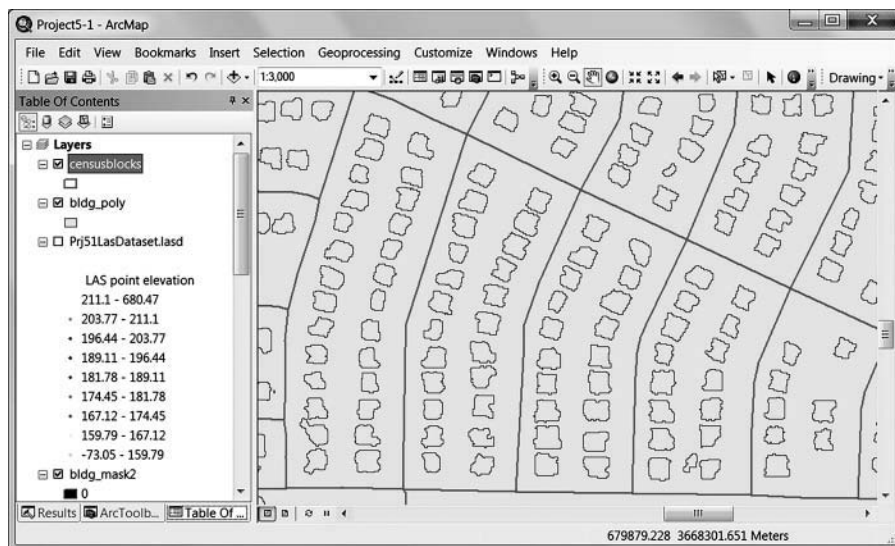 Project5-1 - ArcMap
File Edit View Bookmarks Insert Selection Geoprocessing Customize Windows Help
1:3,000
Drawing
Table Of Contents
Layers
censusblocks
bldg_poly
Prj51LasDataset.lasd
LAS point elevation
211.1 - 680.47
203.77 - 211.1
196.44 - 203.77
189.11 - 196.44
181.78 - 189.11
174.45 - 181.78
167.12 - 174.45
159.79 - 167.12
-73.05 - 159.79
bldg_mask2
0
Results ArcToolb... Table Of ...
679879.228 3668301.651 Meters